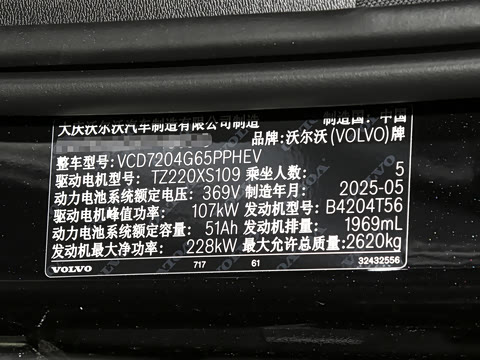 大庆沃尔沃汽车制造有限公司制造 制造国：中国
品牌：沃尔沃(VOLVO)牌
整车型号：VCD7204G65PPHEV
驱动电机型号：TZ220XS109 乘坐人数：5
动力电池系统额定电压：369V 制造年月：2025-05
驱动电机峰值功率：107kW 发动机型号：B4204T56
动力电池系统额定容量：51Ah 发动机排量：1969mL
发动机最大净功率：228kW 最大允许总质量：2620kg
VOLVO 717 61 32432556